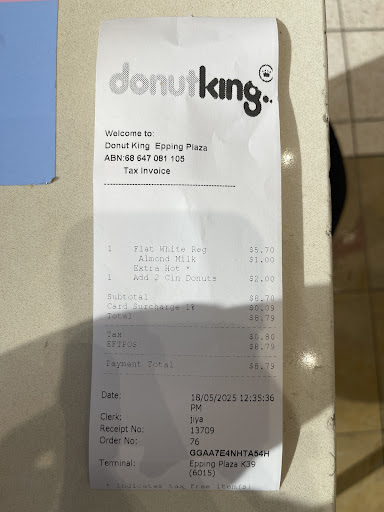 donutking.
Welcome to:
Donut King Epping Plaza
ABN:68 647 081 105
Tax Invoice
1 Flat White Reg $5.70
Almond Milk $1.00
Extra Hot *
1 Add 2 Cin Donuts $2.00
Subtotal $8.70
Card Surcharge 1% $0.09
Total $8.79
Tax $0.80
EFTPOS $8.79
Payment Total $8.79
Date: 18/05/2025 12:35:36
PM
Clerk: jiya
Receipt No: 13709
Order No: 76
GGAA7E4NHTA54H
Terminal: Epping Plaza K39
(6015)
* indicates tax free item(s)